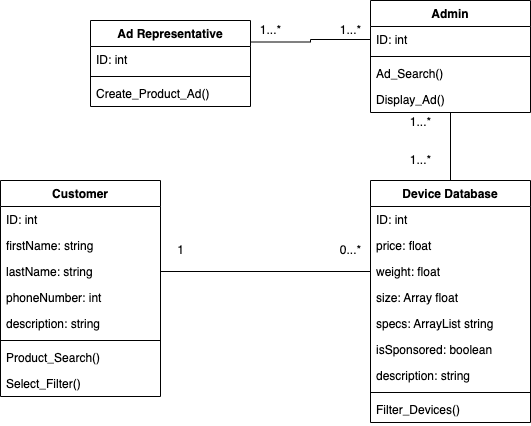 Ad Representative
ID: int
Create_Product_Ad()
1...*
1...*
Admin
ID: int
Ad_Search()
Display_Ad()
1...*
1...*
Customer
ID: int
firstName: string
lastName: string
phoneNumber: int
description: string
Product_Search()
Select_Filter()
1
0...*
Device Database
ID: int
price: float
weight: float
size: Array float
specs: ArrayList string
isSponsored: boolean
description: string
Filter_Devices()